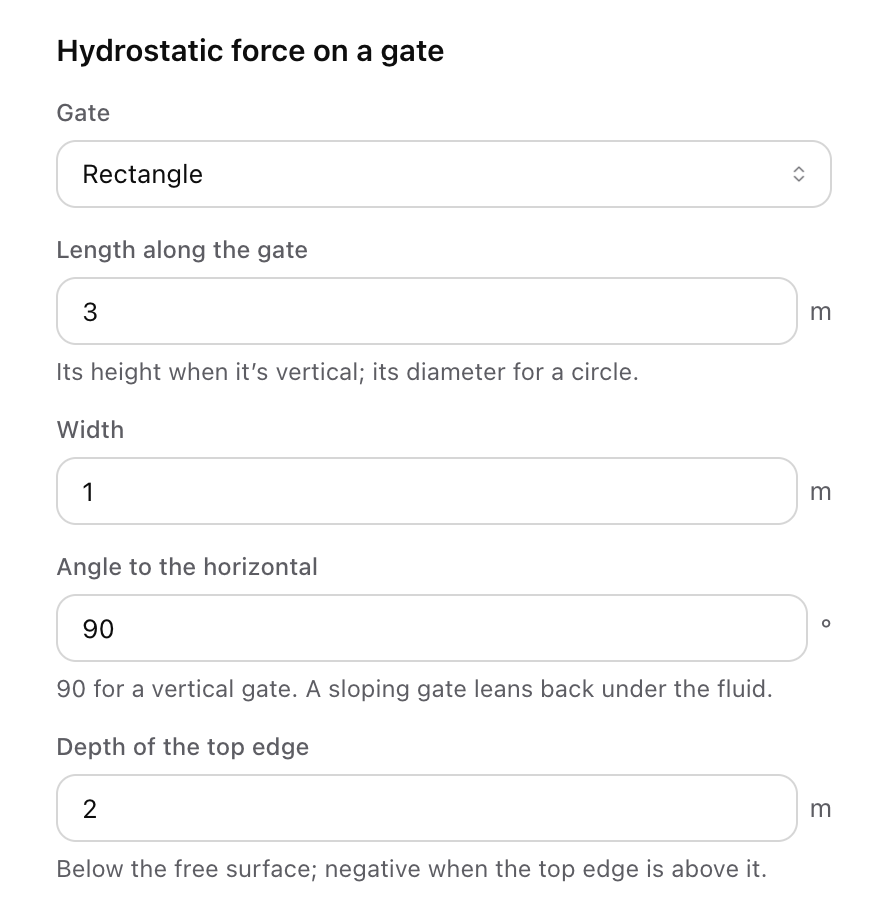 Hydrostatic force on a gate
Gate
Rectangle
Length along the gate
3 m
Its height when it’s vertical; its diameter for a circle.
Width
1 m
Angle to the horizontal
90 °
90 for a vertical gate. A sloping gate leans back under the fluid.
Depth of the top edge
2 m
Below the free surface; negative when the top edge is above it.